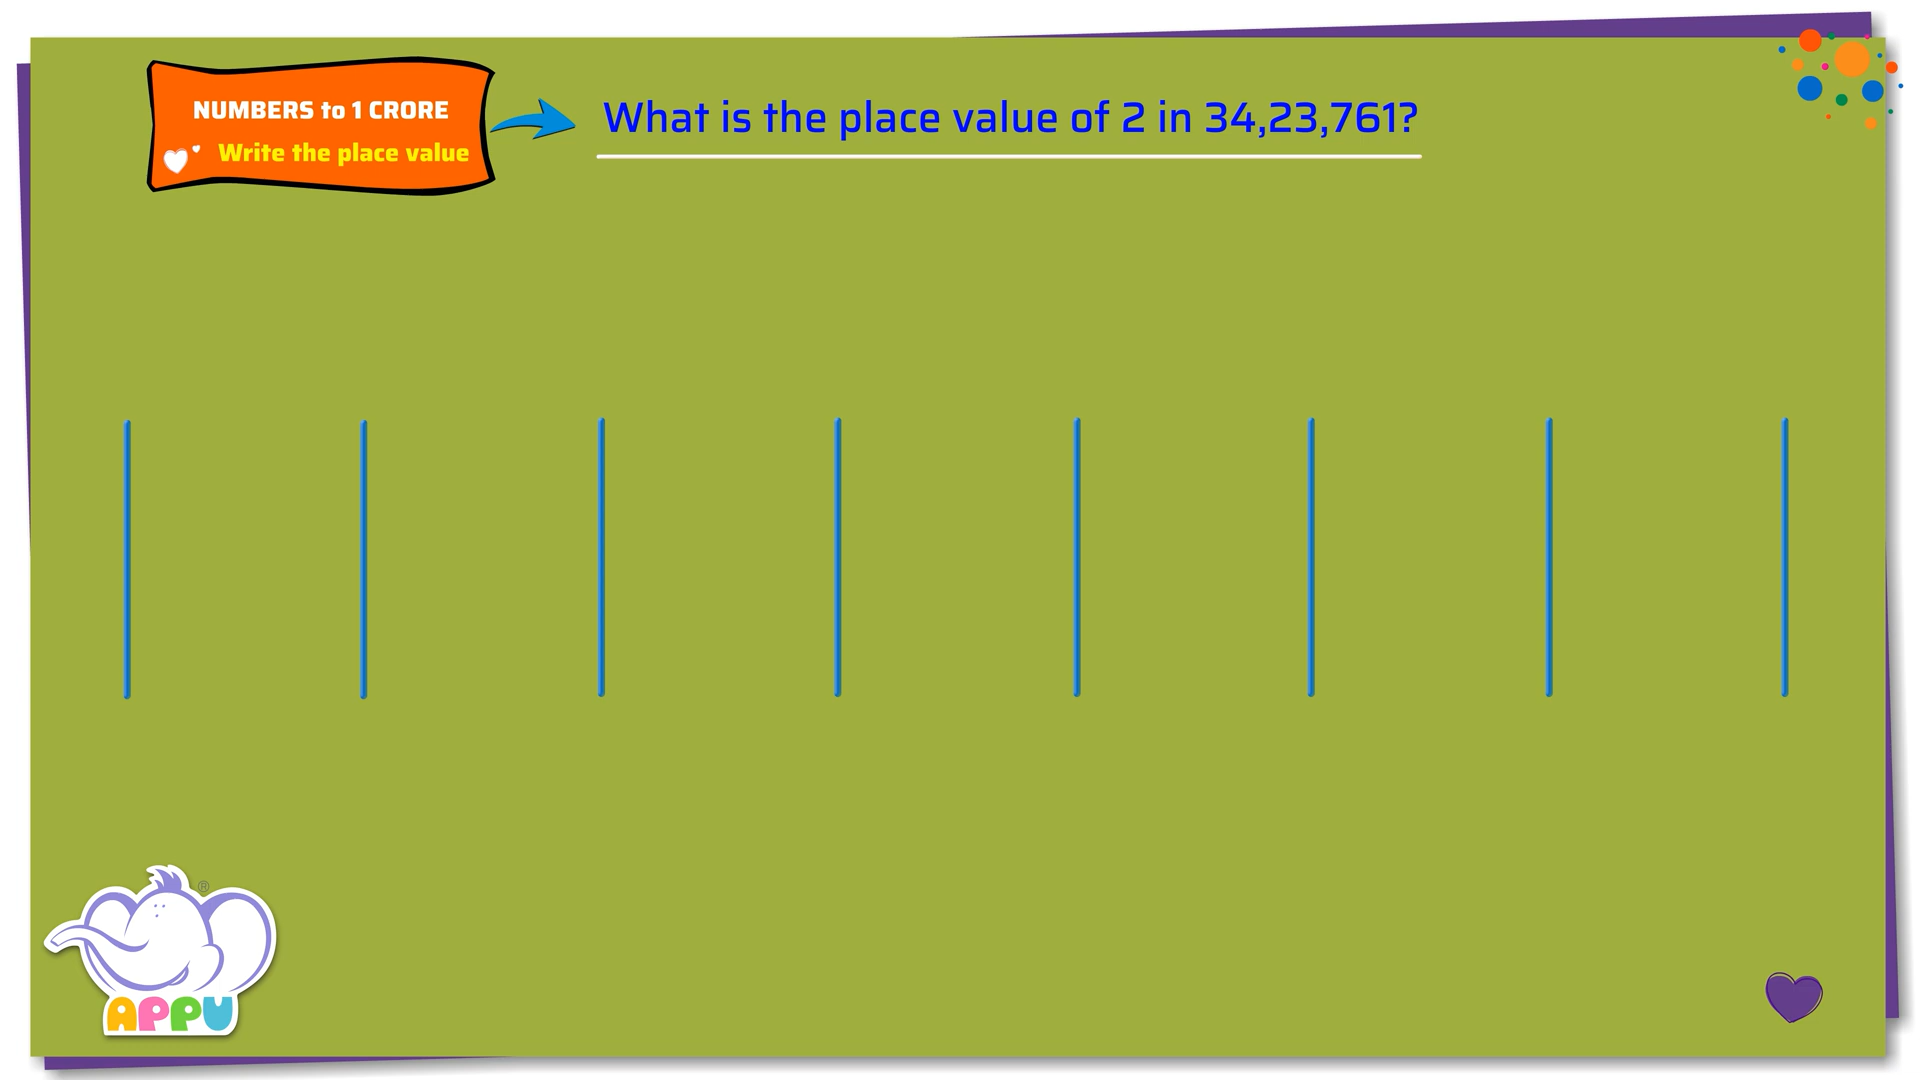 NUMBERS to 1 CRORE
Write the place value
What is the place value of 2 in 34,23,761?
®
APPU